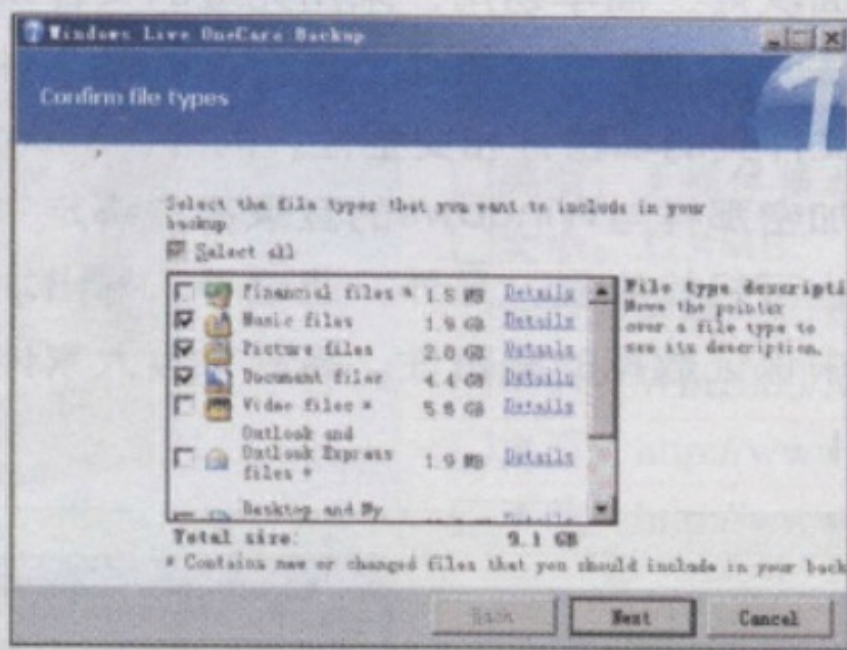 Windows Live OneCare Backup
Confirm file types
Select the file types that you want to include in your
backup
Select all
Financial files * 1.5 MB Details
Music files 1.9 GB Details
Picture files 2.8 GB Details
Document files 4.4 GB Details
Video files * 5.6 GB Details
Outlook and
Outlook Express
files * 1.9 MB Details
Desktop and My
Details
File type descripti
Move the pointer
over a file type to
see its description.
Total size: 9.1 GB
* Contains new or changed files that you should include in your back
Back Next Cancel